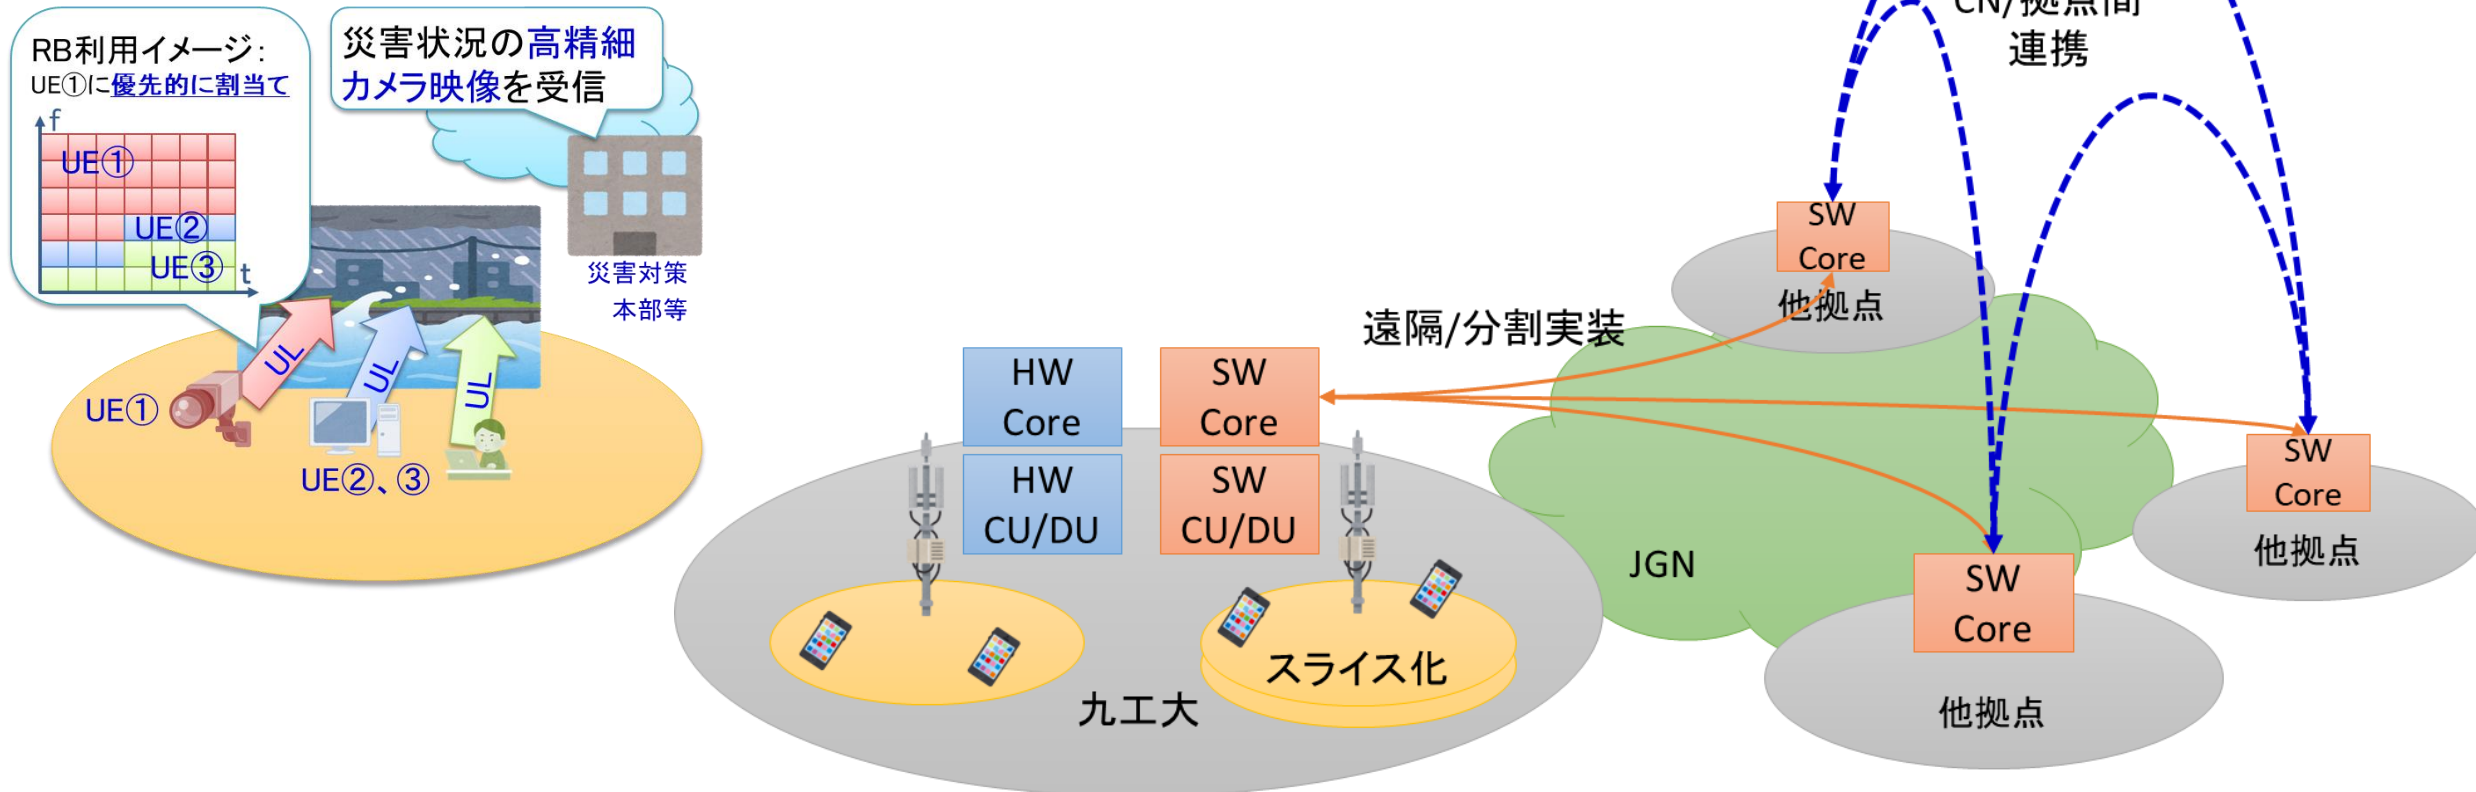 RB利用イメージ：
UE①に優先的に割当て
f
UE①
UE②
UE③
t
災害状況の高精細
カメラ映像を受信
災害対策
本部等
UL
UL
UL
UE①
UE②、③
HW
Core
SW
Core
HW
CU/DU
SW
CU/DU
スライス化
九工大
遠隔/分割実装
JGN
CN/拠点間
連携
SW
Core
他拠点
SW
Core
他拠点
SW
Core
他拠点